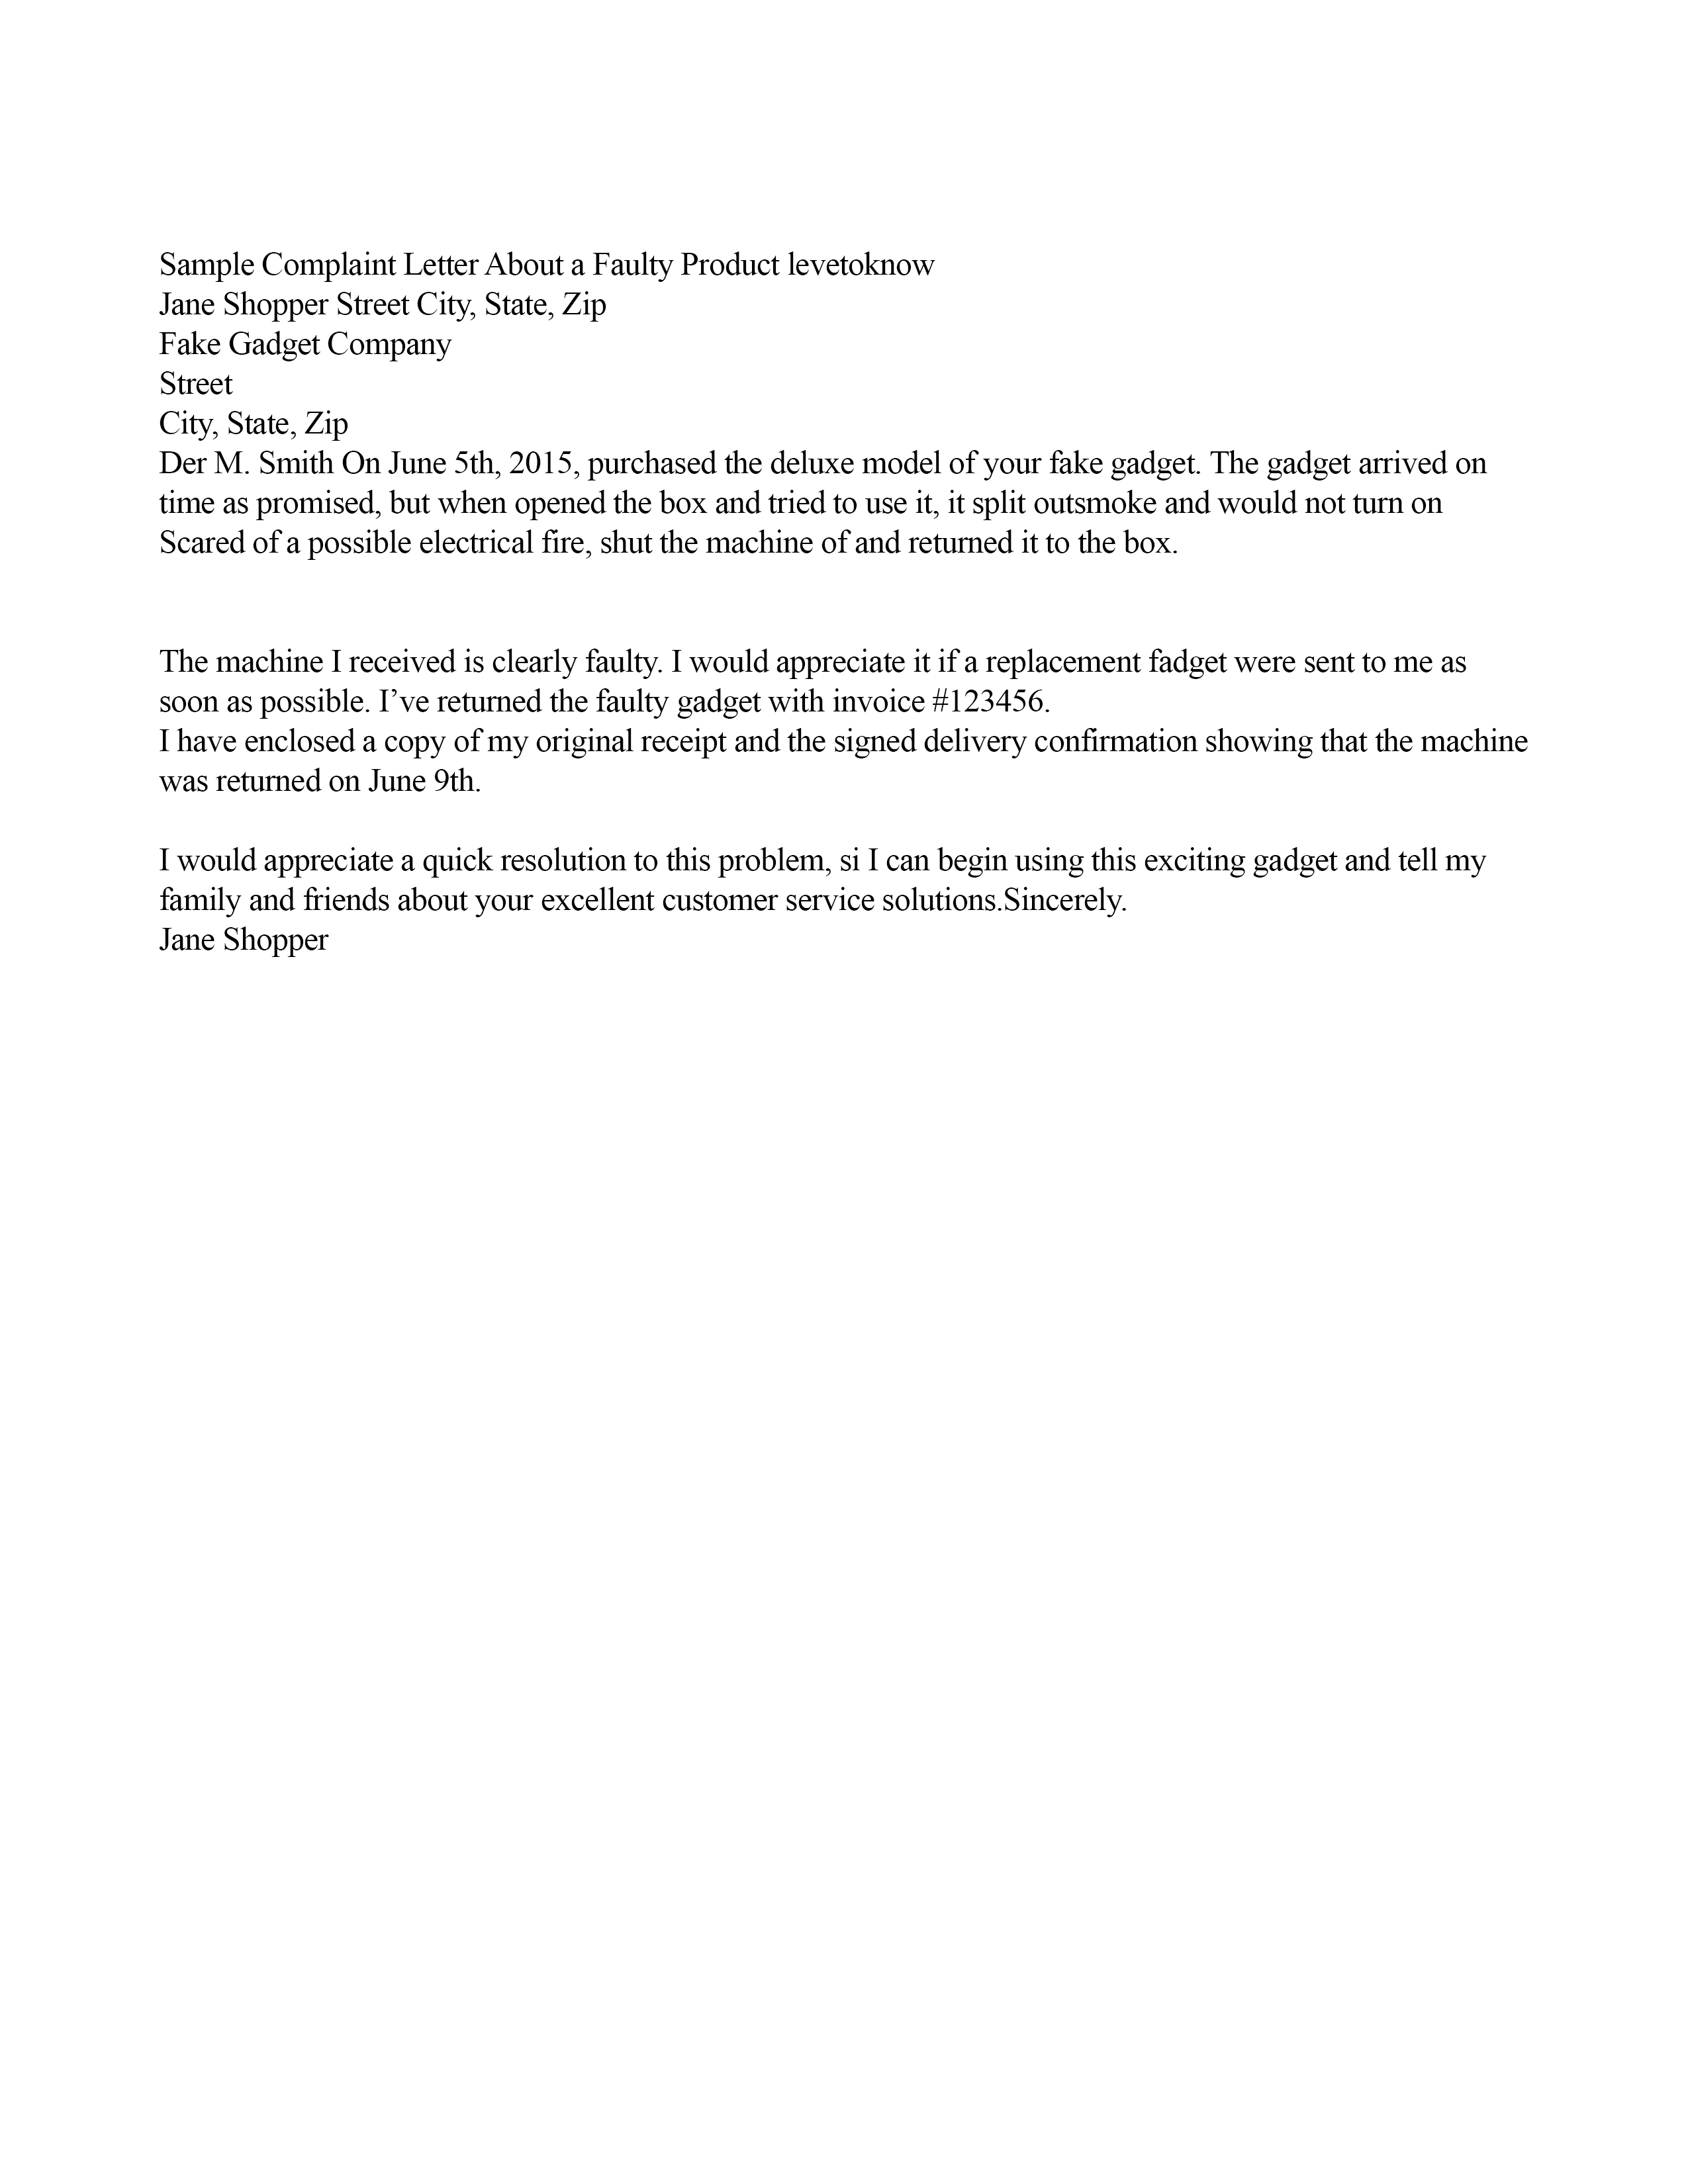 Sample Complaint Letter About a Faulty Product levetoknow
Jane Shopper Street City, State, Zip
Fake Gadget Company
Street
City, State, Zip
Der M. Smith On June 5th, 2015, purchased the deluxe model of your fake gadget. The gadget arrived on
time as promised, but when opened the box and tried to use it, it split outsmoke and would not turn on
Scared of a possible electrical fire, shut the machine of and returned it to the box.
The machine I received is clearly faulty. I would appreciate it if a replacement fadget were sent to me as
soon as possible. I’ve returned the faulty gadget with invoice #123456.
I have enclosed a copy of my original receipt and the signed delivery confirmation showing that the machine
was returned on June 9th.
I would appreciate a quick resolution to this problem, si I can begin using this exciting gadget and tell my
family and friends about your excellent customer service solutions.Sincerely.
Jane Shopper